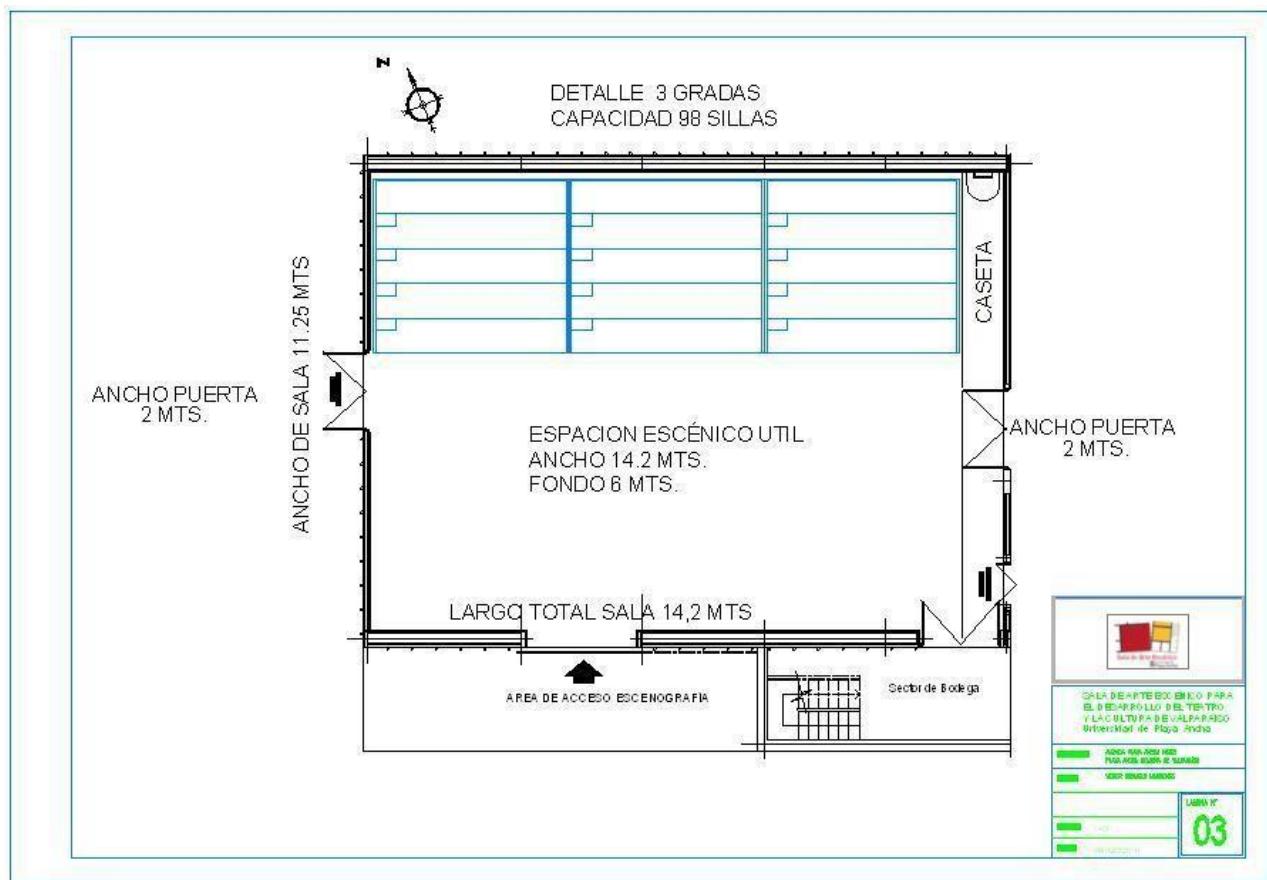 N
DETALLE 3 GRADAS
CAPACIDAD 98 SILLAS
ANCHO DE SALA 11.25 MTS
CASETA
ANCHO PUERTA
2 MTS.
ESPACION ESCÉNICO UTIL
ANCHO 14.2 MTS.
FONDO 6 MTS.
ANCHO PUERTA
2 MTS.
LARGO TOTAL SALA 14,2 MTS
AREA DE ACCESO ESCENOGRAFIA
Sector de Bodega
SALA DE ARTE ESCENICO PARA
EL DESARROLLO DEL TEATRO
Y LA CULTURA DE VALPARAISO
Universidad de Playa Ancha
LAMINA N°
03